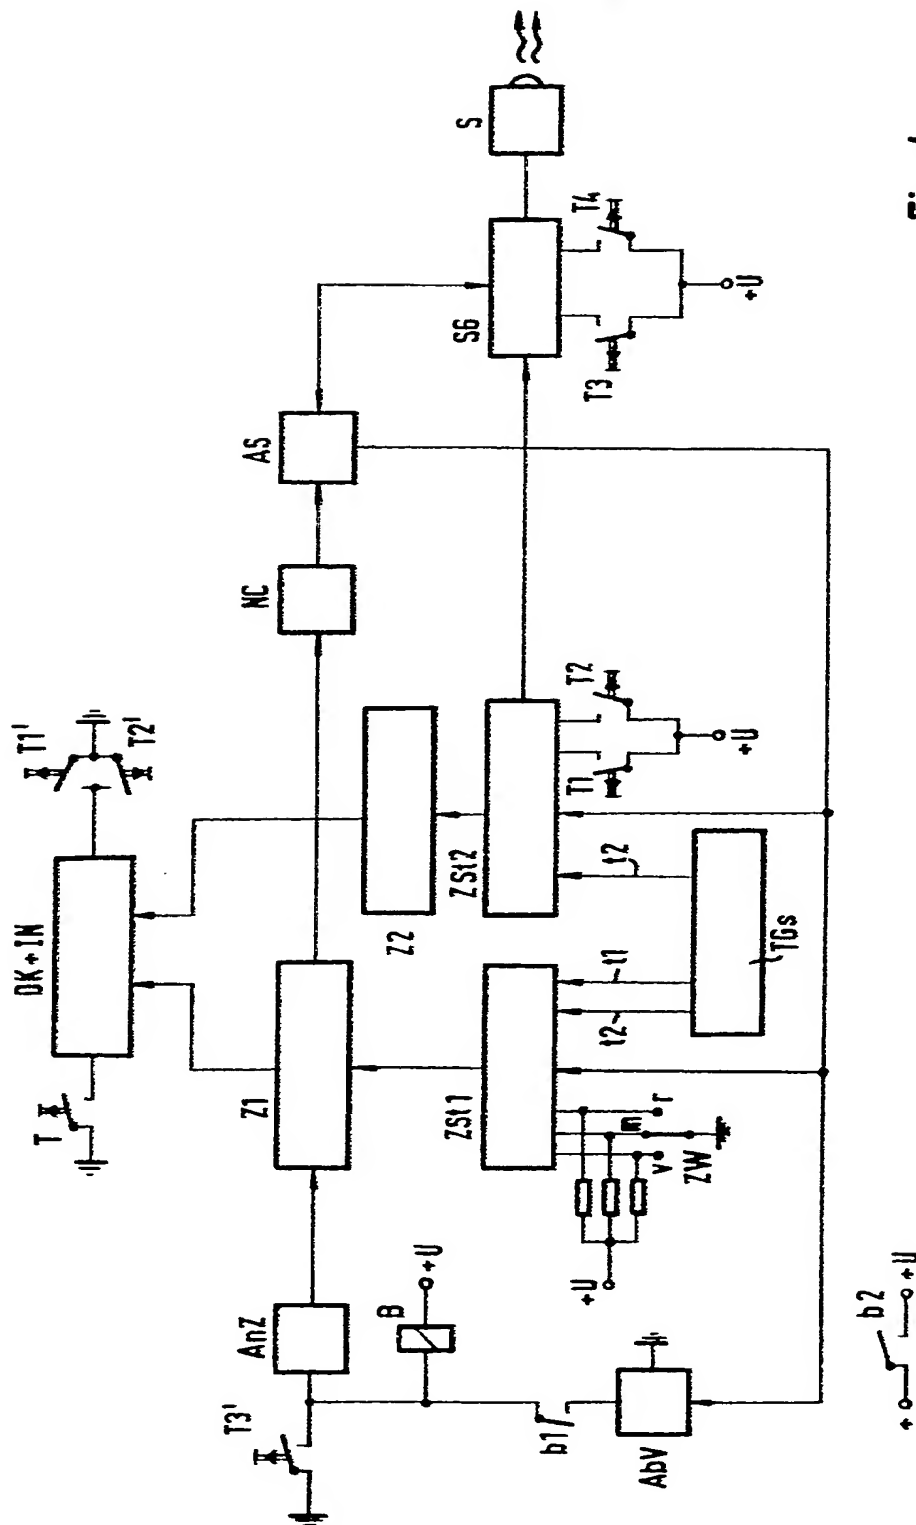 T
DK+IN
T1'
T2'
T3'
AnZ
Z1
NC
AS
B
+U
Z2
b1
AbV
ZSt1
ZSt2
T1
T2
+U
SG
S
T3
T4
+U
+U
v
m
r
ZW
t2
t1
t2
TGs
+
b2
+U